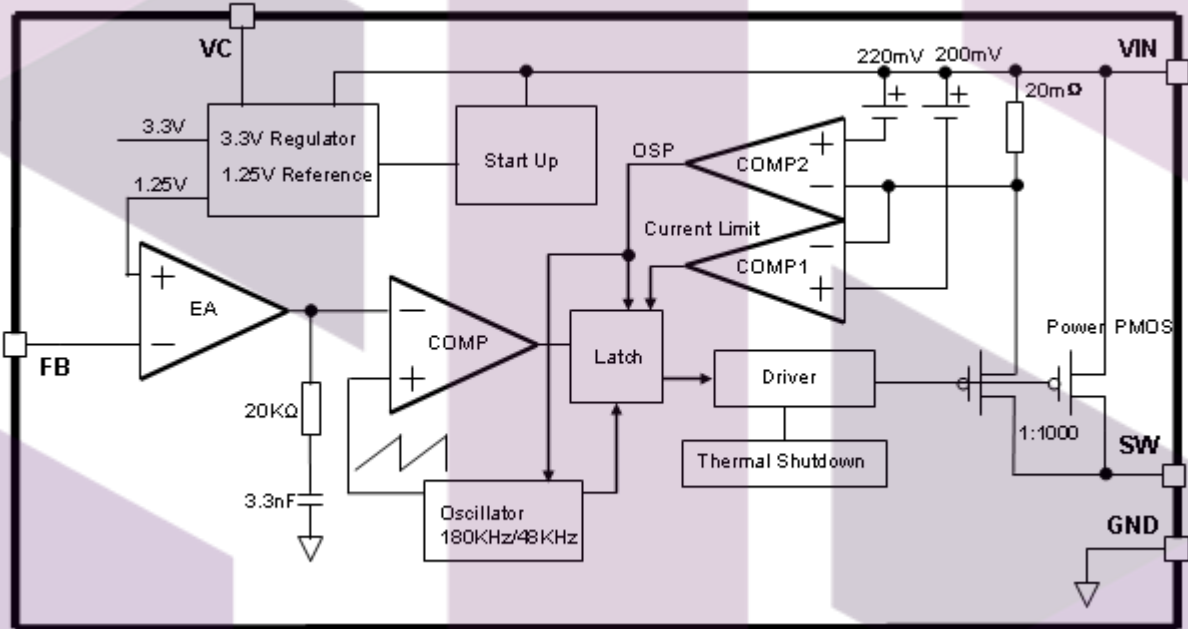 VC
VIN
220mV
200mV
20mΩ
3.3V
3.3V Regulator
1.25V Reference
1.25V
Start Up
OSP
COMP2
Current Limit
COMP1
EA
FB
COMP
Latch
Power PMOS
Driver
20KΩ
1:1000
Thermal Shutdown
SW
3.3nF
Oscillator
180KHz/48KHz
GND